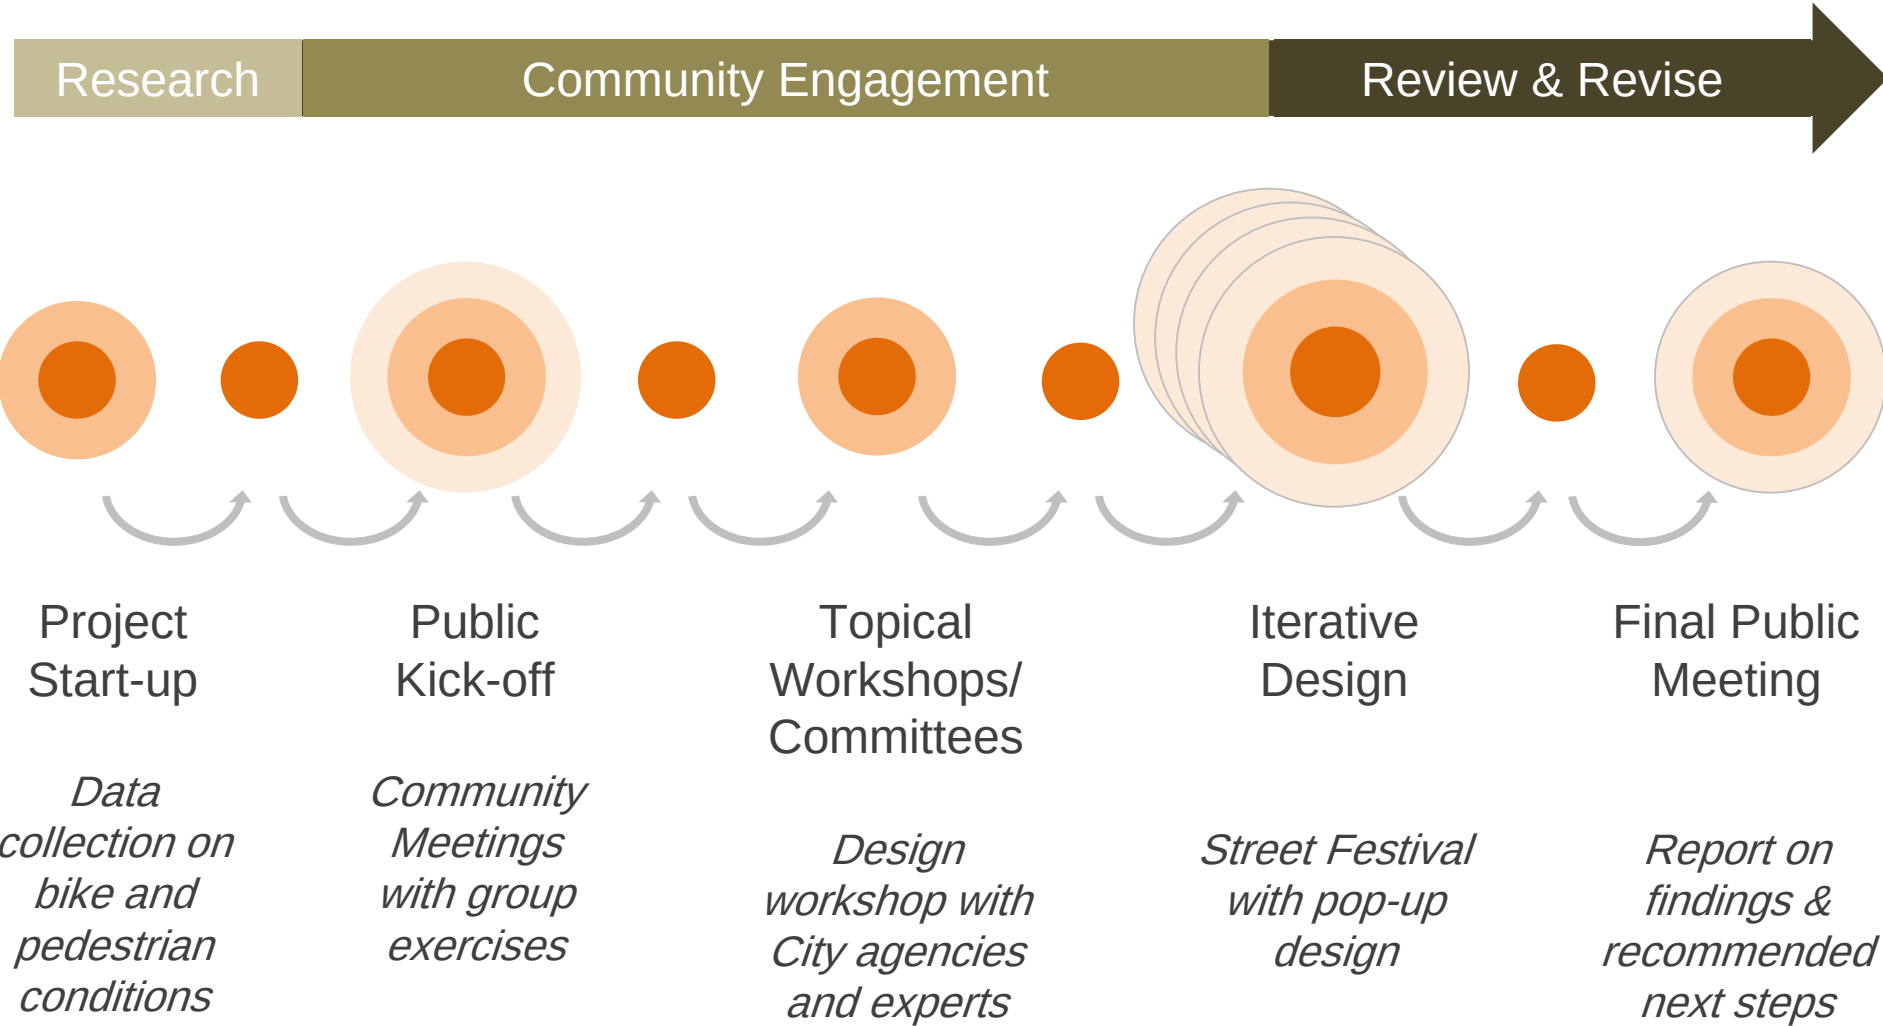 Research
Community Engagement
Review & Revise
Project
Start-up
Data
collection on
bike and
pedestrian
conditions
Public
Kick-off
Community
Meetings
with group
exercises
Topical
Workshops/
Committees
Design
workshop with
City agencies
and experts
Iterative
Design
Street Festival
with pop-up
design
Final Public
Meeting
Report on
findings &
recommended
next steps